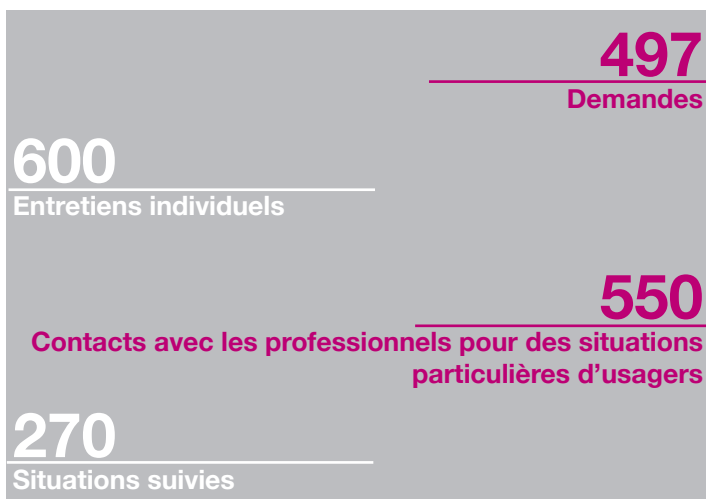 497
Demandes
600
Entretiens individuels
550
Contacts avec les professionnels pour des situations
particulières d’usagers
270
Situations suivies